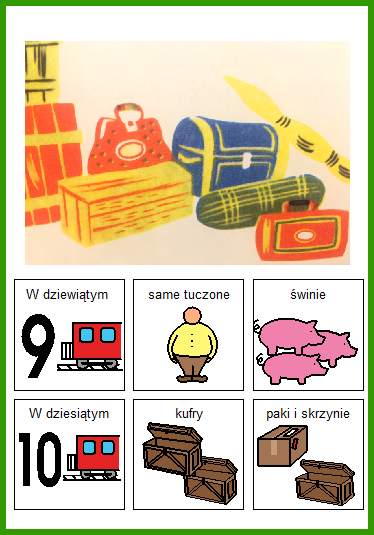 W dziewiątym same tuczone świnie
9
W dziesiątym kufry paki i skrzynie
10